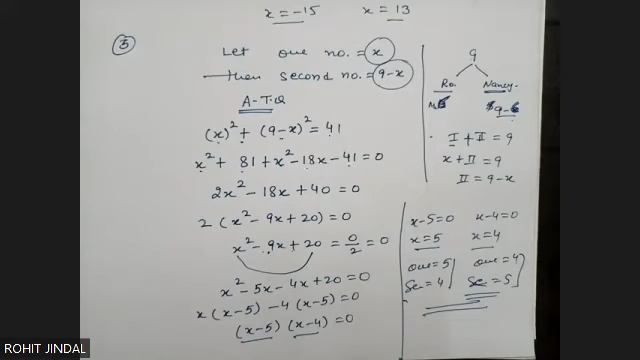 x = -15    x = 13
③
Let one no. = x
Then second no. = 9-x
A-T-Q
(x)² + (9-x)² = 41
x² + 81 + x² - 18x - 41 = 0
2x² - 18x + 40 = 0
2 (x² - 9x + 20) = 0
x² - 9x + 20 = 0/2 = 0
x² - 5x - 4x + 20 = 0
x (x-5) - 4 (x-5) = 0
(x-5) (x-4) = 0
9
Ro.    Nancy.
I + II = 9
x + II = 9
II = 9 - x
x-5=0    x-4=0
x=5    x=4
one=5    one=4
Se=4    Se=5
ROHIT JINDAL